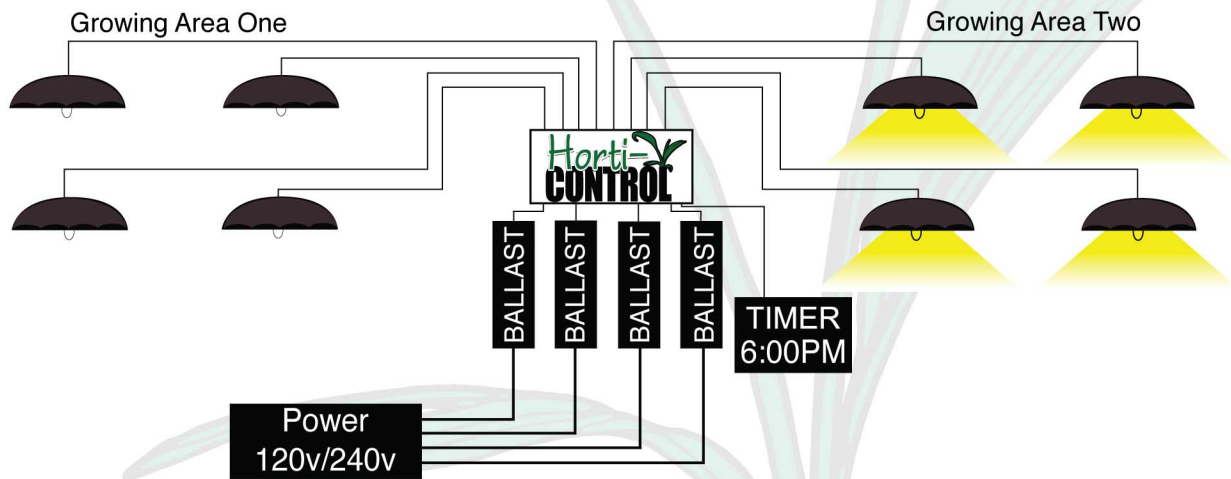 Growing Area One
Growing Area Two
Horti-
CONTROL
BALLAST
BALLAST
BALLAST
BALLAST
TIMER
6:00PM
Power
120v/240v